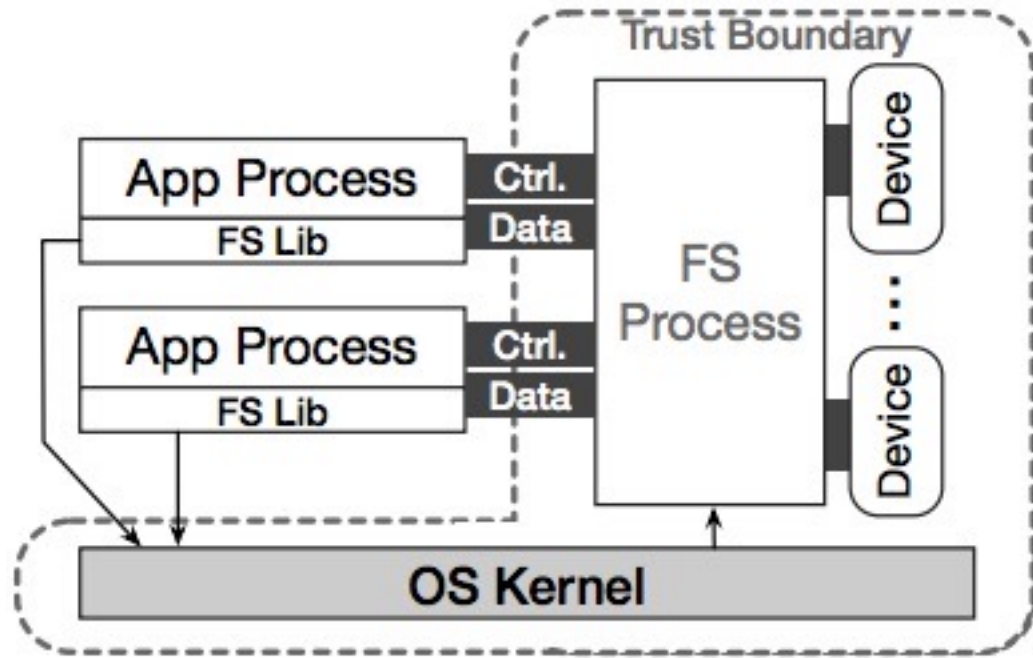 Trust Boundary
App Process
FS Lib
Ctrl.
Data
App Process
FS Lib
Ctrl.
Data
FS
Process
Device
...
Device
OS Kernel